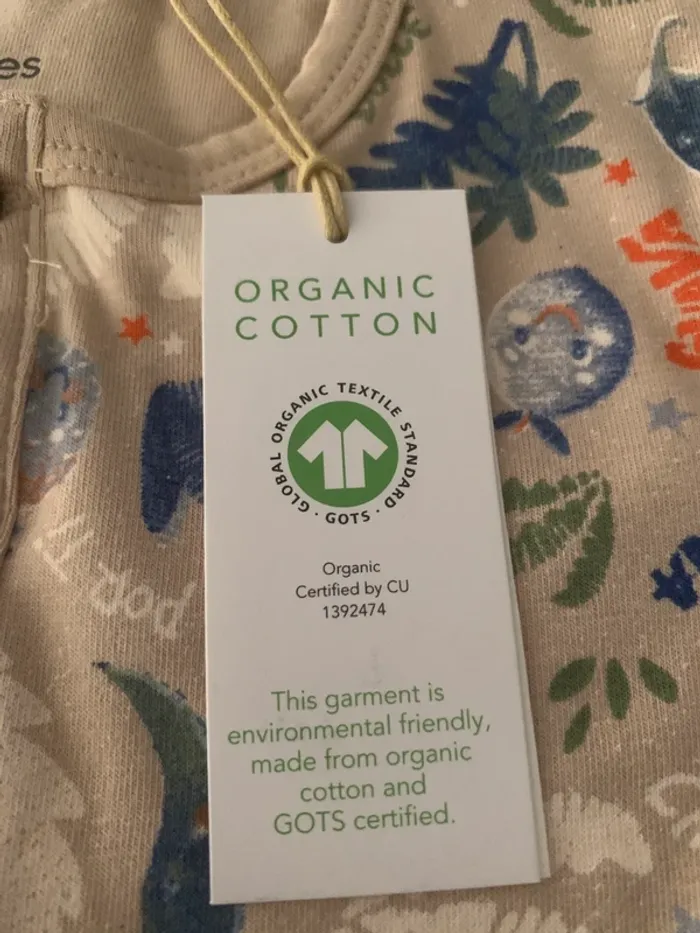 es
ORGANIC
COTTON
GLOBAL ORGANIC TEXTILE STANDARD · GOTS ·
Organic
Certified by CU
1392474
This garment is
environmental friendly,
made from organic
cotton and
GOTS certified.